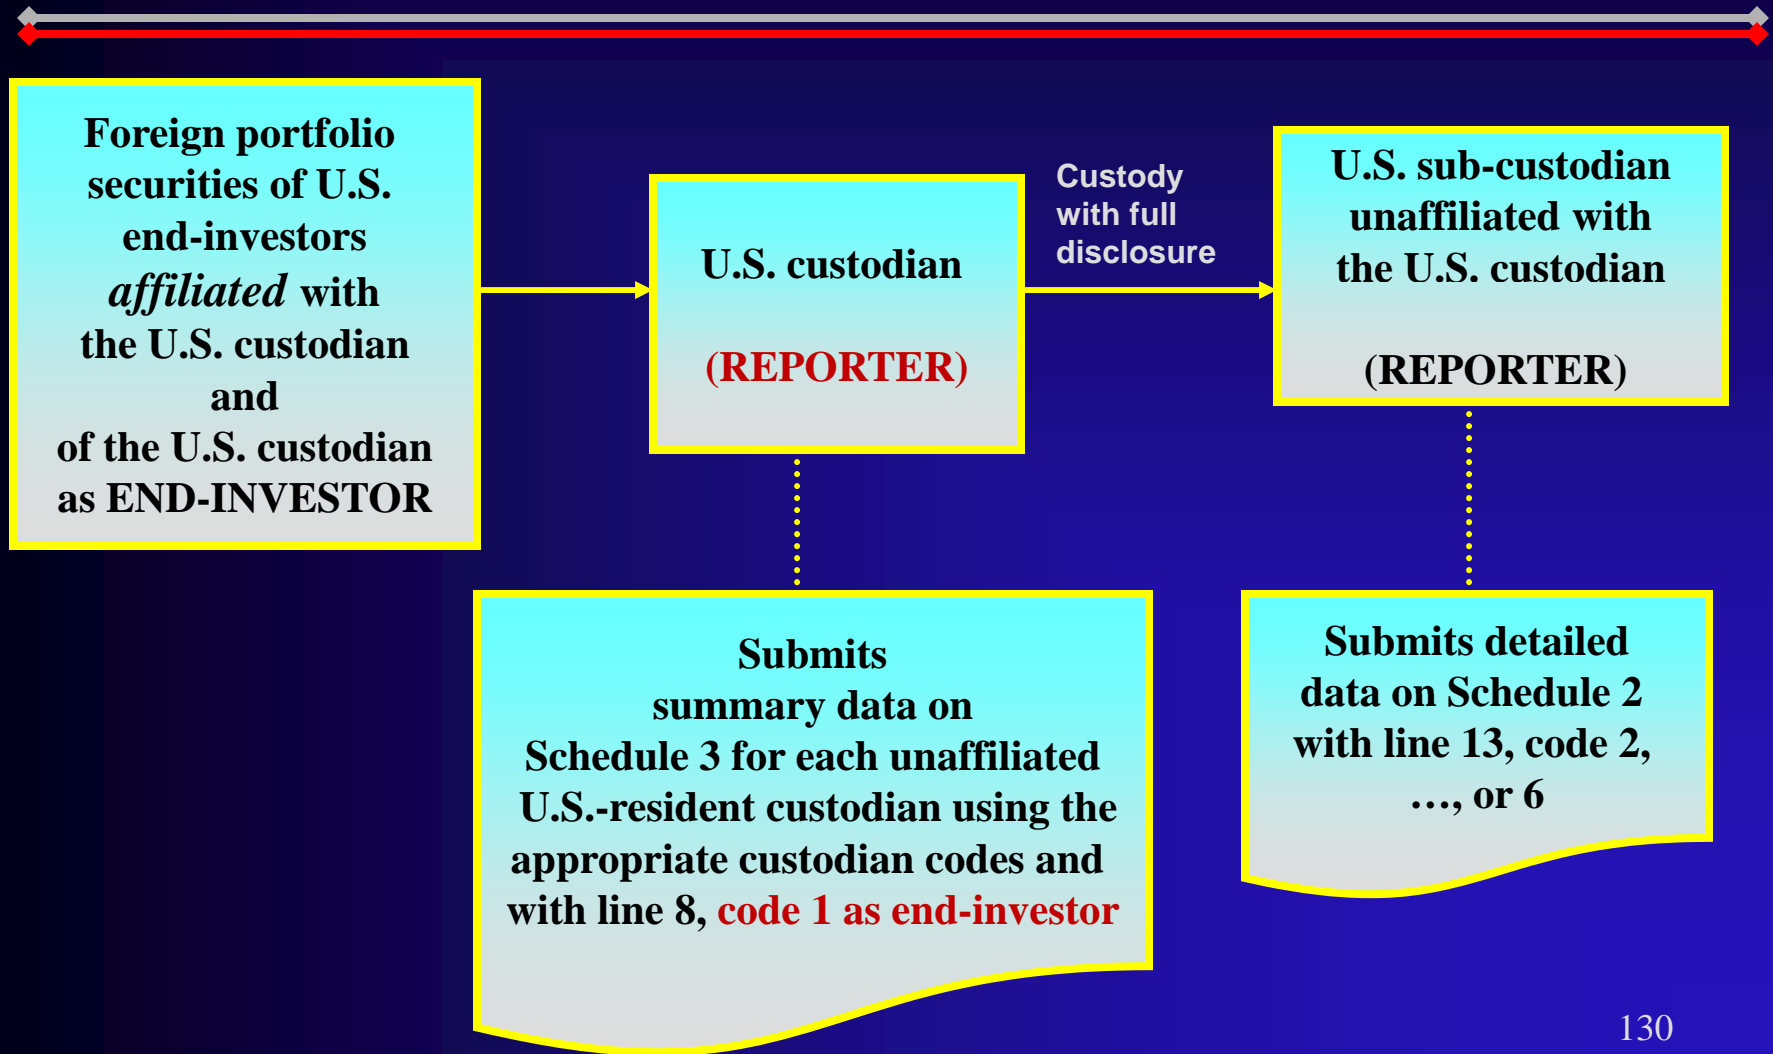 Foreign portfolio
securities of U.S.
end-investors
affiliated with
the U.S. custodian
and
of the U.S. custodian
as END-INVESTOR
U.S. custodian
(REPORTER)
Custody
with full
disclosure
U.S. sub-custodian
unaffiliated with
the U.S. custodian
(REPORTER)
Submits
summary data on
Schedule 3 for each unaffiliated
U.S.-resident custodian using the
appropriate custodian codes and
with line 8, code 1 as end-investor
Submits detailed
data on Schedule 2
with line 13, code 2,
…, or 6
130